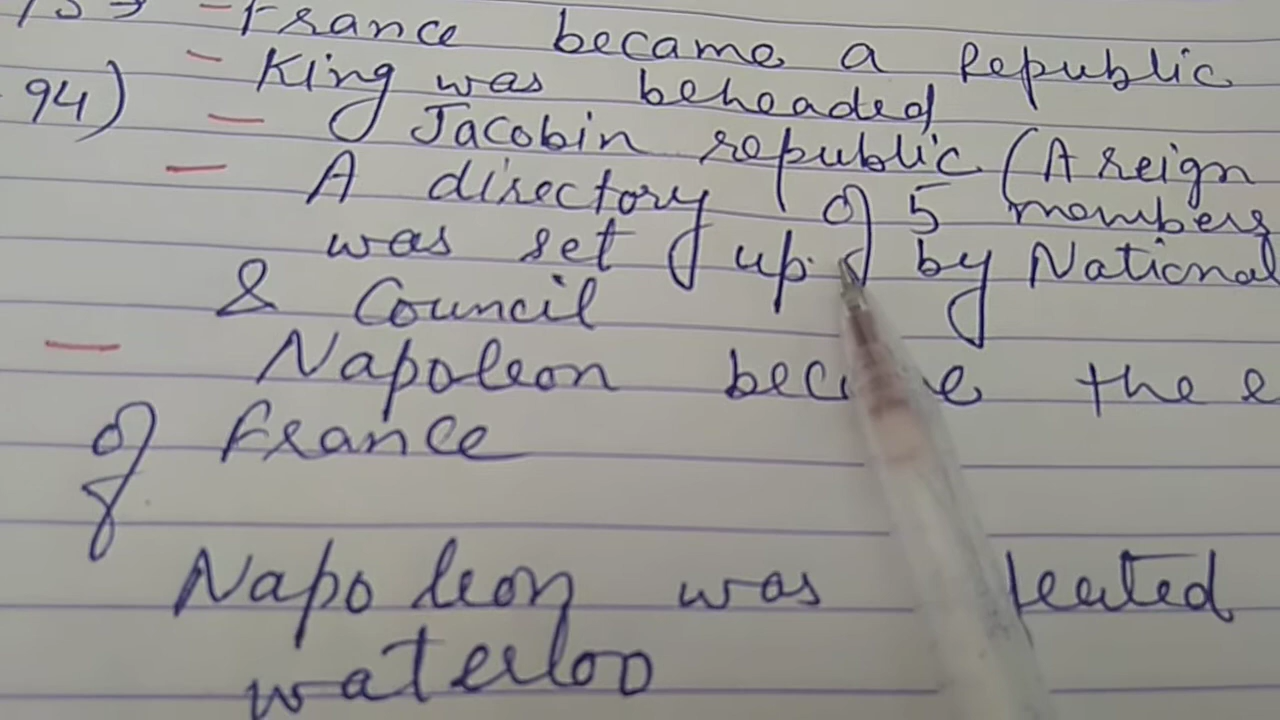 France became a Republic
King was beheaded
94) Jacobin republic (A reign
A directory of 5 members
was set up by National
& Council
Napoleon the
of France
Napoleon was
waterloo